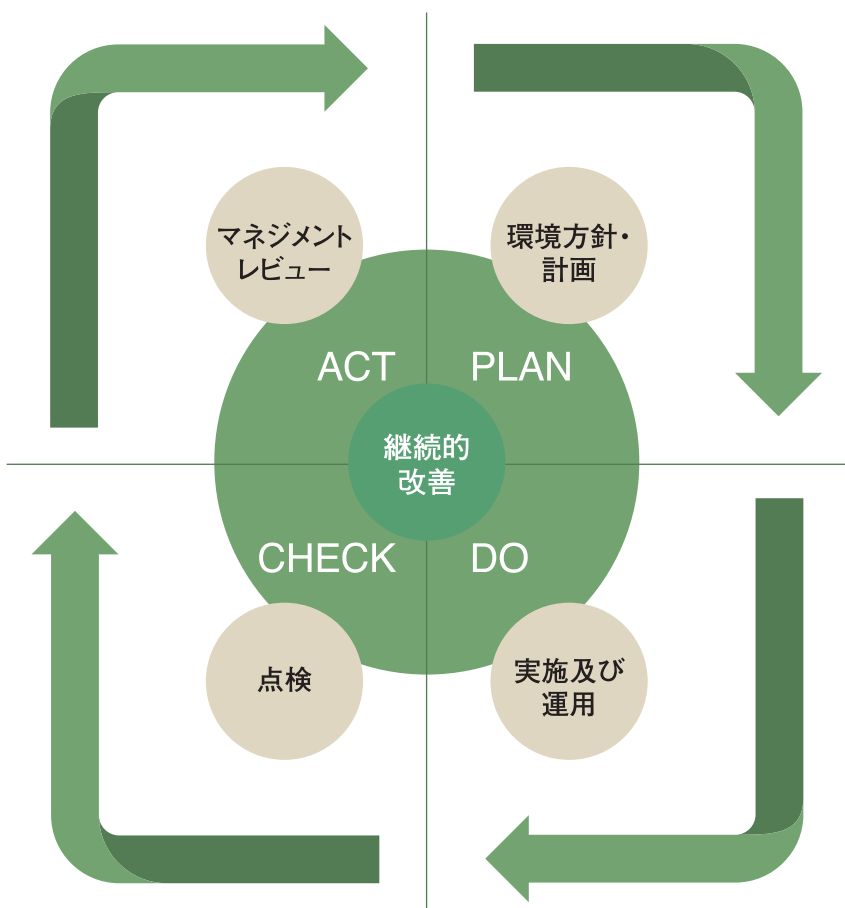 マネジメント
レビュー
環境方針・
計画
ACT
PLAN
継続的
改善
CHECK
DO
点検
実施及び
運用